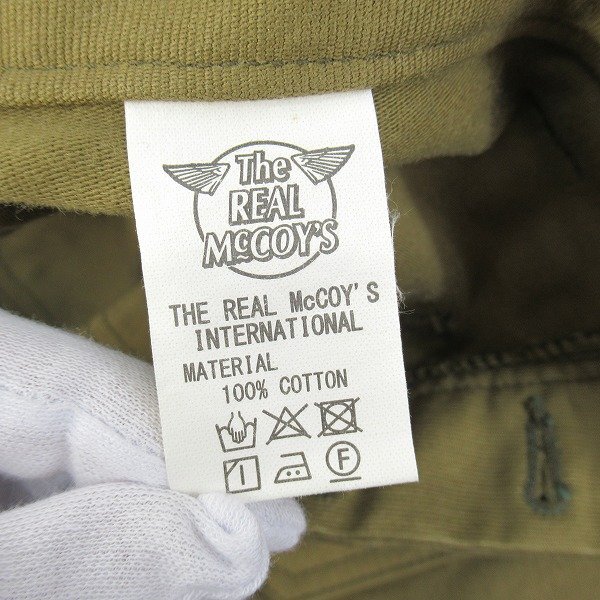 The
REAL
McCOY'S
THE REAL McCOY'S
INTERNATIONAL
MATERIAL
100% COTTON
F